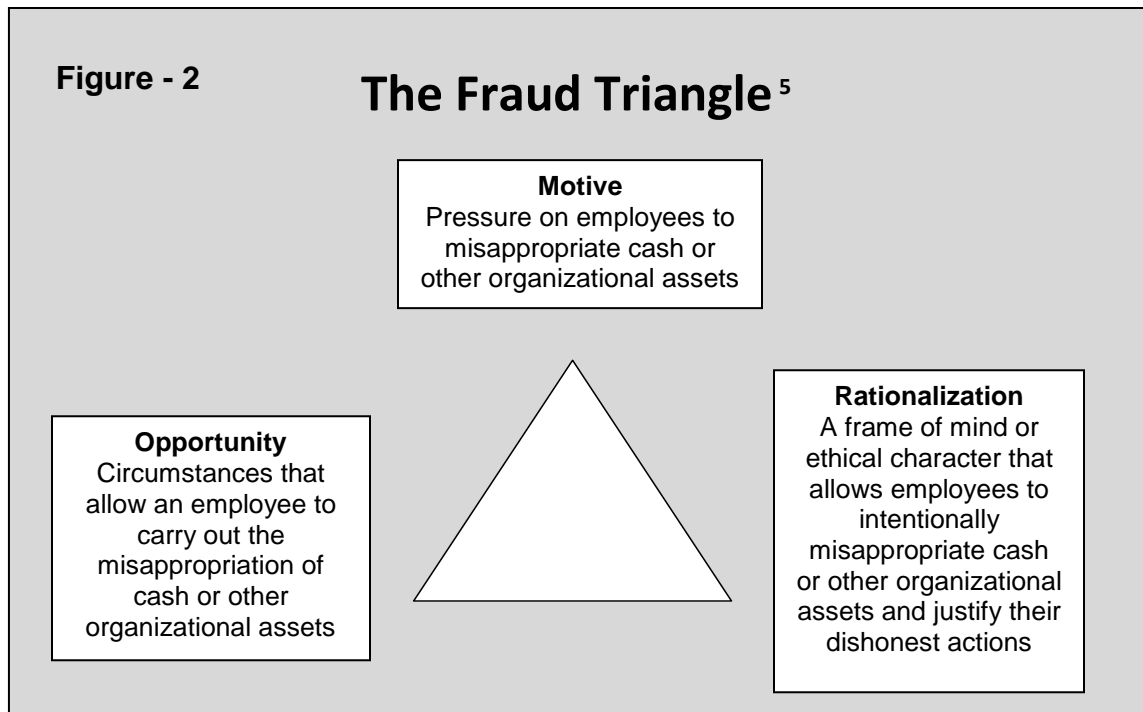 Figure - 2
The Fraud Triangle 5
Motive
Pressure on employees to
misappropriate cash or
other organizational assets
Opportunity
Circumstances that
allow an employee to
carry out the
misappropriation of
cash or other
organizational assets
Rationalization
A frame of mind or
ethical character that
allows employees to
intentionally
misappropriate cash
or other organizational
assets and justify their
dishonest actions